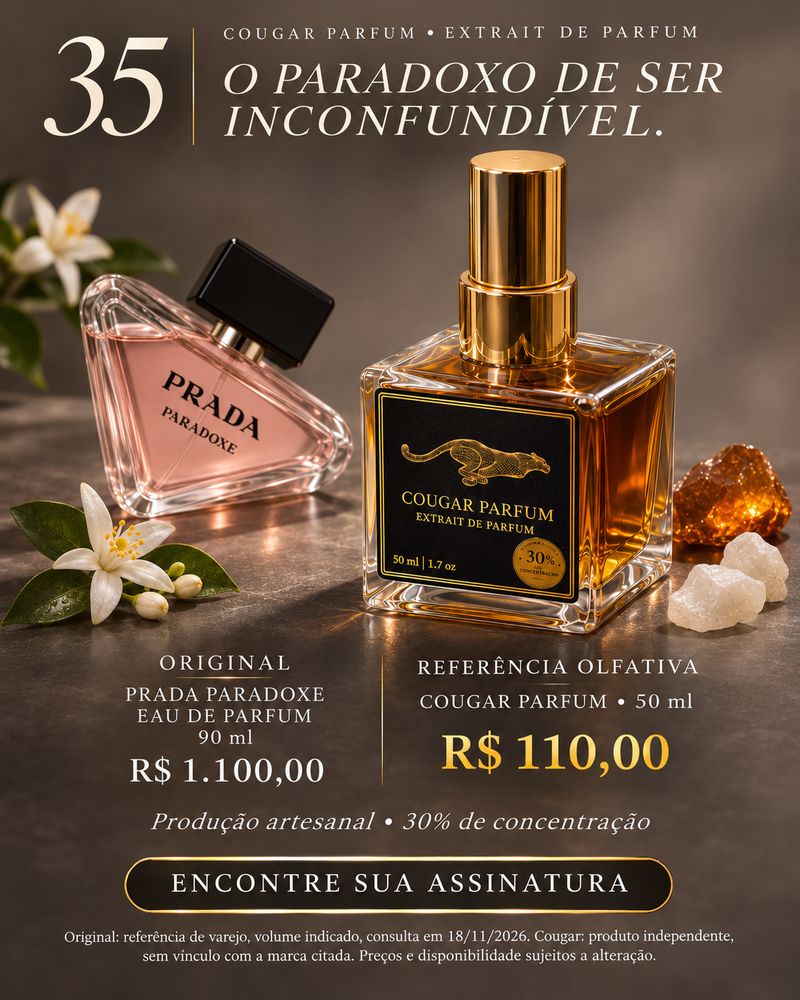 35
COUGAR PARFUM • EXTRAIT DE PARFUM
O PARADOXO DE SER
INCONFUNDÍVEL.
PRADA
PARADOXE
COUGAR PARFUM
EXTRAIT DE PARFUM
50 ml | 1.7 oz
30%
CONCENTRAÇÃO
ORIGINAL
PRADA PARADOXE
EAU DE PARFUM
90 ml
R$ 1.100,00
REFERÊNCIA OLFATIVA
COUGAR PARFUM • 50 ml
R$ 110,00
Produção artesanal • 30% de concentração
ENCONTRE SUA ASSINATURA
Original: referência de varejo, volume indicado, consulta em 18/11/2026. Cougar: produto independente,
sem vínculo com a marca citada. Preços e disponibilidade sujeitos a alteração.